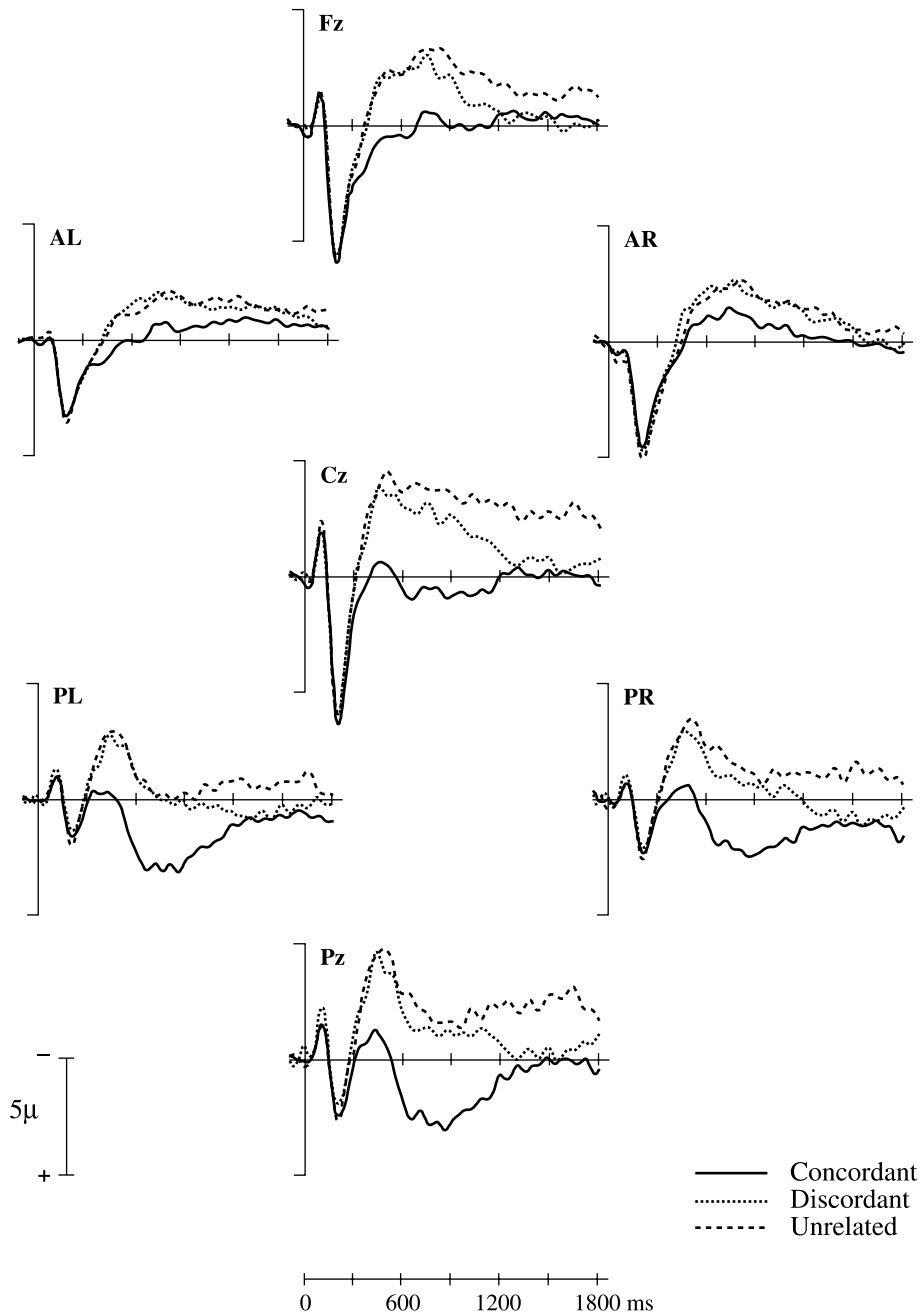 Fz
AL
AR
Cz
PL
PR
Pz
−
5μ
+
Concordant
Discordant
Unrelated
0 600 1200 1800 ms